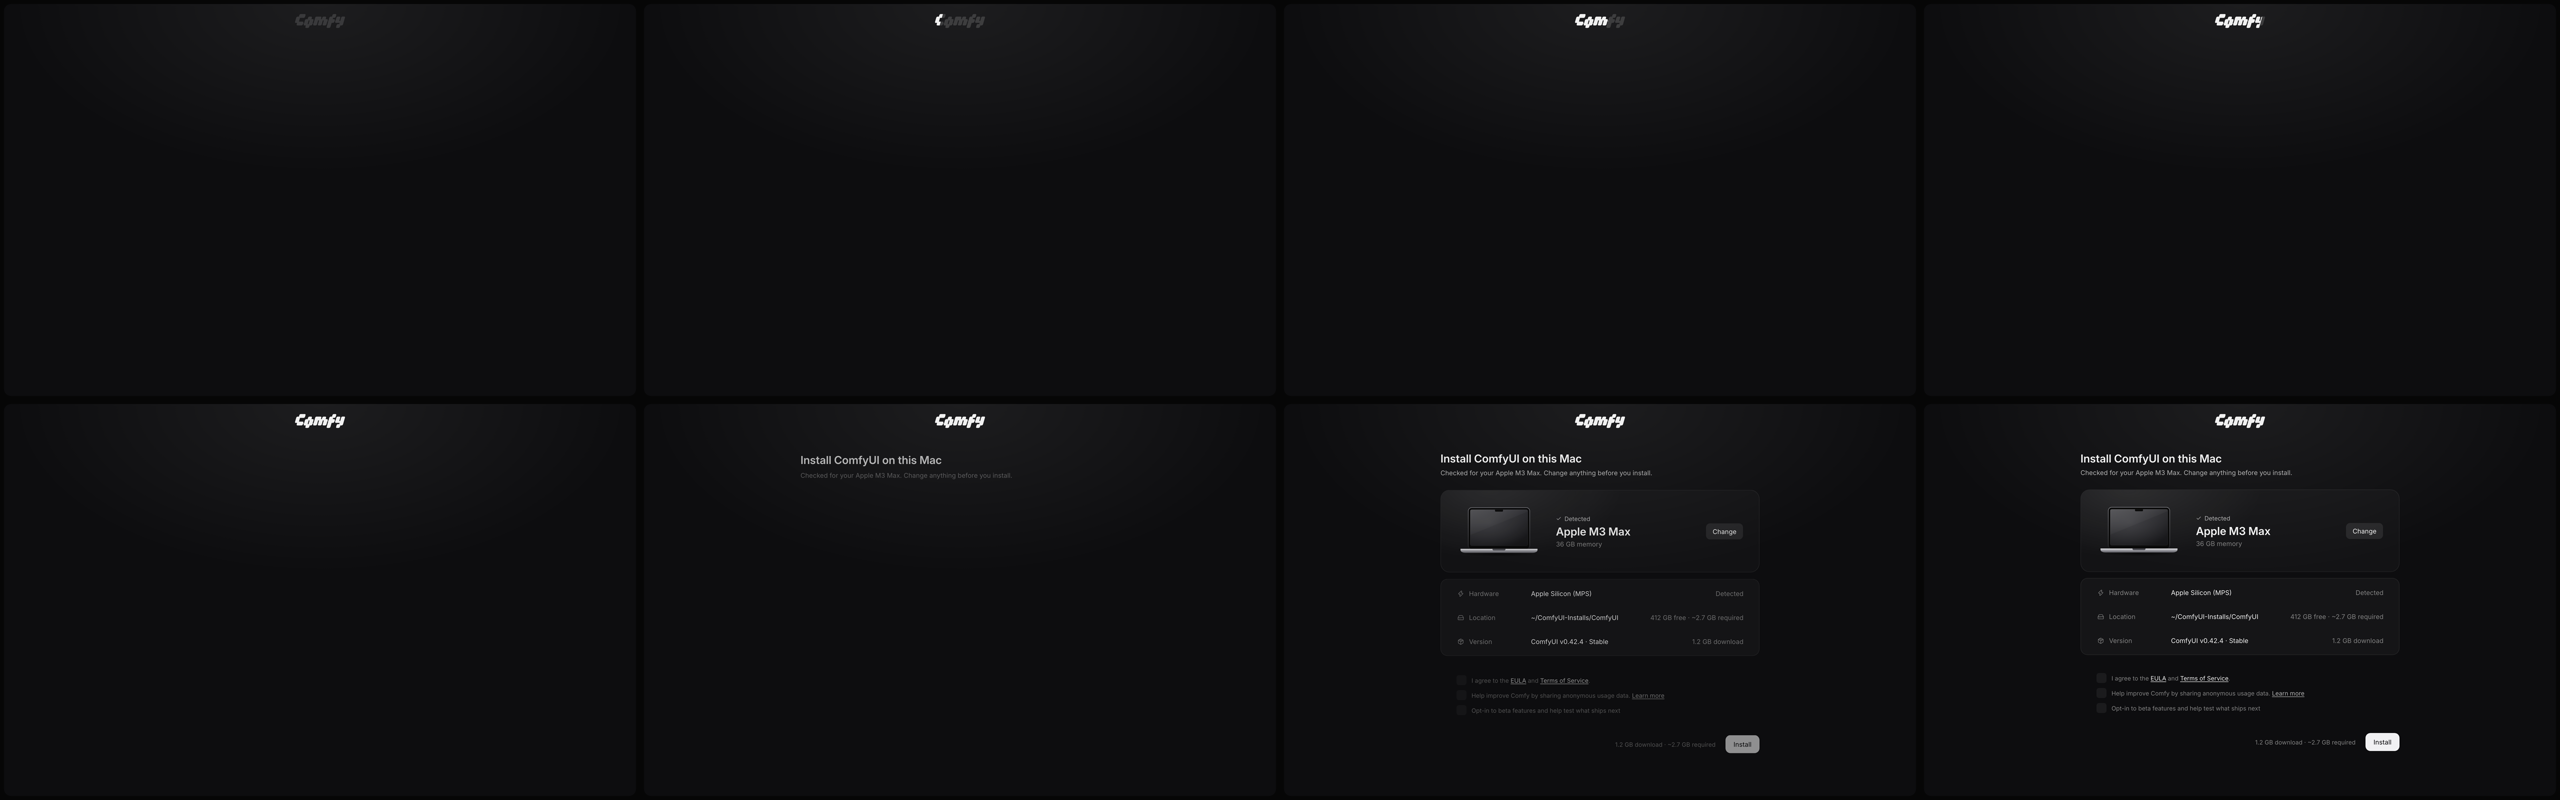 Comfy
Comfy
Comfy
Comfy
Comfy
Comfy
Install ComfyUI on this Mac
Checked for your Apple M3 Max. Change anything before you install.
Comfy
Install ComfyUI on this Mac
Checked for your Apple M3 Max. Change anything before you install.
Detected
Apple M3 Max
36 GB memory
Change
Hardware Apple Silicon (MPS) Detected
Location ~/ComfyUI-Installs/ComfyUI 412 GB free · ~2.7 GB required
Version ComfyUI v0.42.4 · Stable 1.2 GB download
I agree to the EULA and Terms of Service.
Help improve Comfy by sharing anonymous usage data. Learn more
Opt-in to beta features and help test what ships next
1.2 GB download · ~2.7 GB required Install
Comfy
Install ComfyUI on this Mac
Checked for your Apple M3 Max. Change anything before you install.
Detected
Apple M3 Max
36 GB memory
Change
Hardware Apple Silicon (MPS) Detected
Location ~/ComfyUI-Installs/ComfyUI 412 GB free · ~2.7 GB required
Version ComfyUI v0.42.4 · Stable 1.2 GB download
I agree to the EULA and Terms of Service.
Help improve Comfy by sharing anonymous usage data. Learn more
Opt-in to beta features and help test what ships next
1.2 GB download · ~2.7 GB required Install